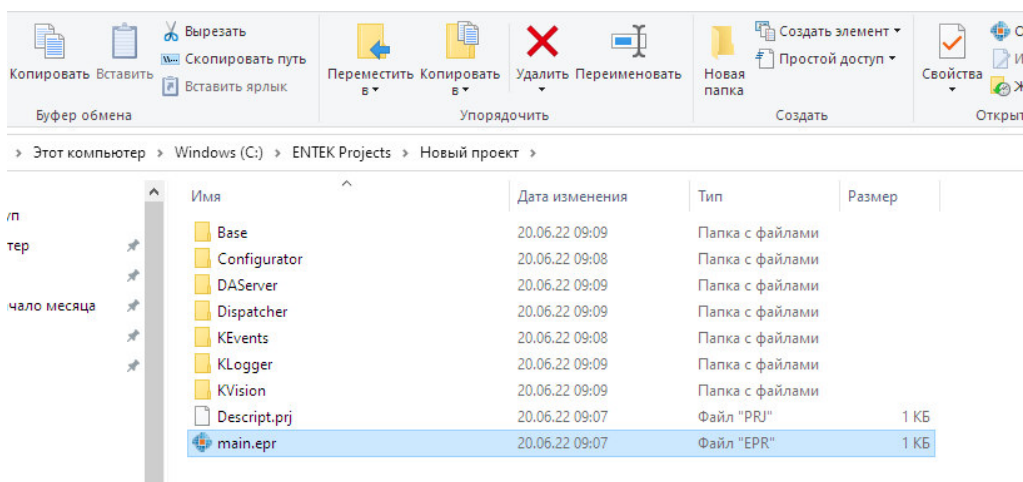 Вырезать
Скопировать путь
Вставить ярлык
Копировать Вставить
Буфер обмена
Переместить в
Копировать в
Удалить Переименовать
Упорядочить
Новая папка
Создать элемент
Простой доступ
Создать
Свойства
Открыт
Этот компьютер > Windows (C:) > ENTEK Projects > Новый проект >
Имя Дата изменения Тип Размер
уп
тер
чало месяца
Base 20.06.22 09:09 Папка с файлами
Configurator 20.06.22 09:08 Папка с файлами
DAServer 20.06.22 09:09 Папка с файлами
Dispatcher 20.06.22 09:09 Папка с файлами
KEvents 20.06.22 09:08 Папка с файлами
KLogger 20.06.22 09:09 Папка с файлами
KVision 20.06.22 09:09 Папка с файлами
Descript.prj 20.06.22 09:07 Файл "PRJ" 1 КБ
main.epr 20.06.22 09:07 Файл "EPR" 1 КБ